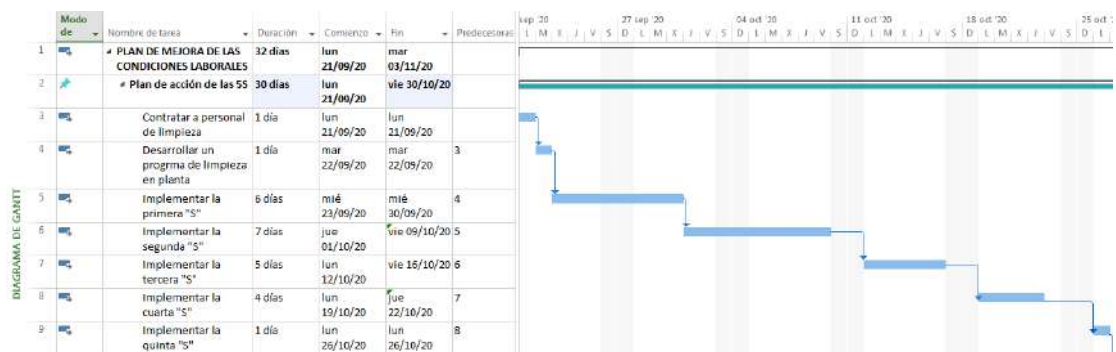 Modo de Nombre de tarea Duración Comienzo Fin Predecesoras
sep '20 27 sep '20 04 oct '20 11 oct '20 18 oct '20 25 oct '20
L M X J V S D L M X J V S D L M X J V S D L M X J V S D L M X J V S D L
1 PLAN DE MEJORA DE LAS 32 días lun mar
CONDICIONES LABORALES 21/09/20 03/11/20
2 Plan de acción de las 5S 30 días lun vie 30/10/20
21/09/20
3 Contratar a personal 1 día lun lun
de limpieza 21/09/20 21/09/20
4 Desarrollar un 1 día mar mar 3
progrma de limpieza 22/09/20 22/09/20
en planta
5 Implementar la 6 días mié mié 4
primera "S" 23/09/20 30/09/20
6 Implementar la 7 días jue vie 09/10/20 5
segunda "S" 01/10/20
7 Implementar la 5 días lun vie 16/10/20 6
tercera "S" 12/10/20
8 Implementar la 4 días lun jue 7
cuarta "S" 19/10/20 22/10/20
9 Implementar la 1 día lun lun 8
quinta "S" 26/10/20 26/10/20
DIAGRAMA DE GANTT